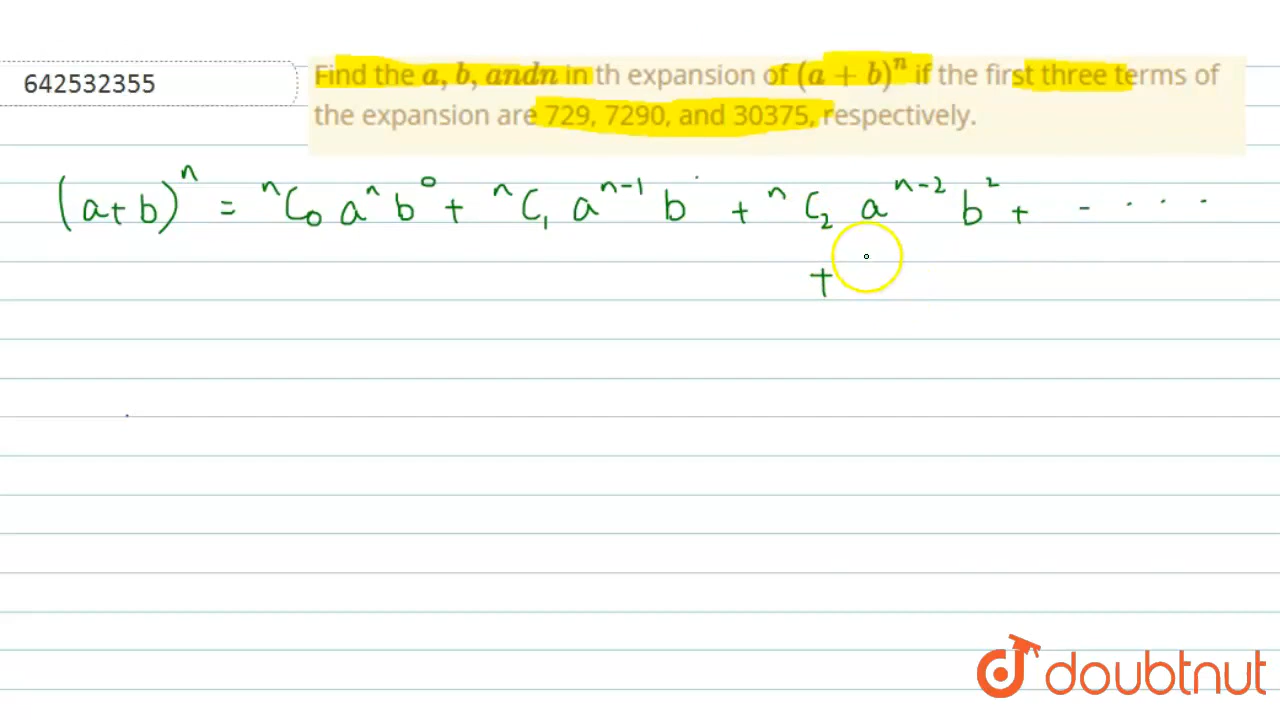 642532355
Find the a, b, andn in th expansion of (a + b)^n if the first three terms of
the expansion are 729, 7290, and 30375, respectively.
(a+b)^n = ^nC_0 a^n b^0 + ^nC_1 a^{n-1} b + ^nC_2 a^{n-2} b^2 + - . . . .
+
doubtnut